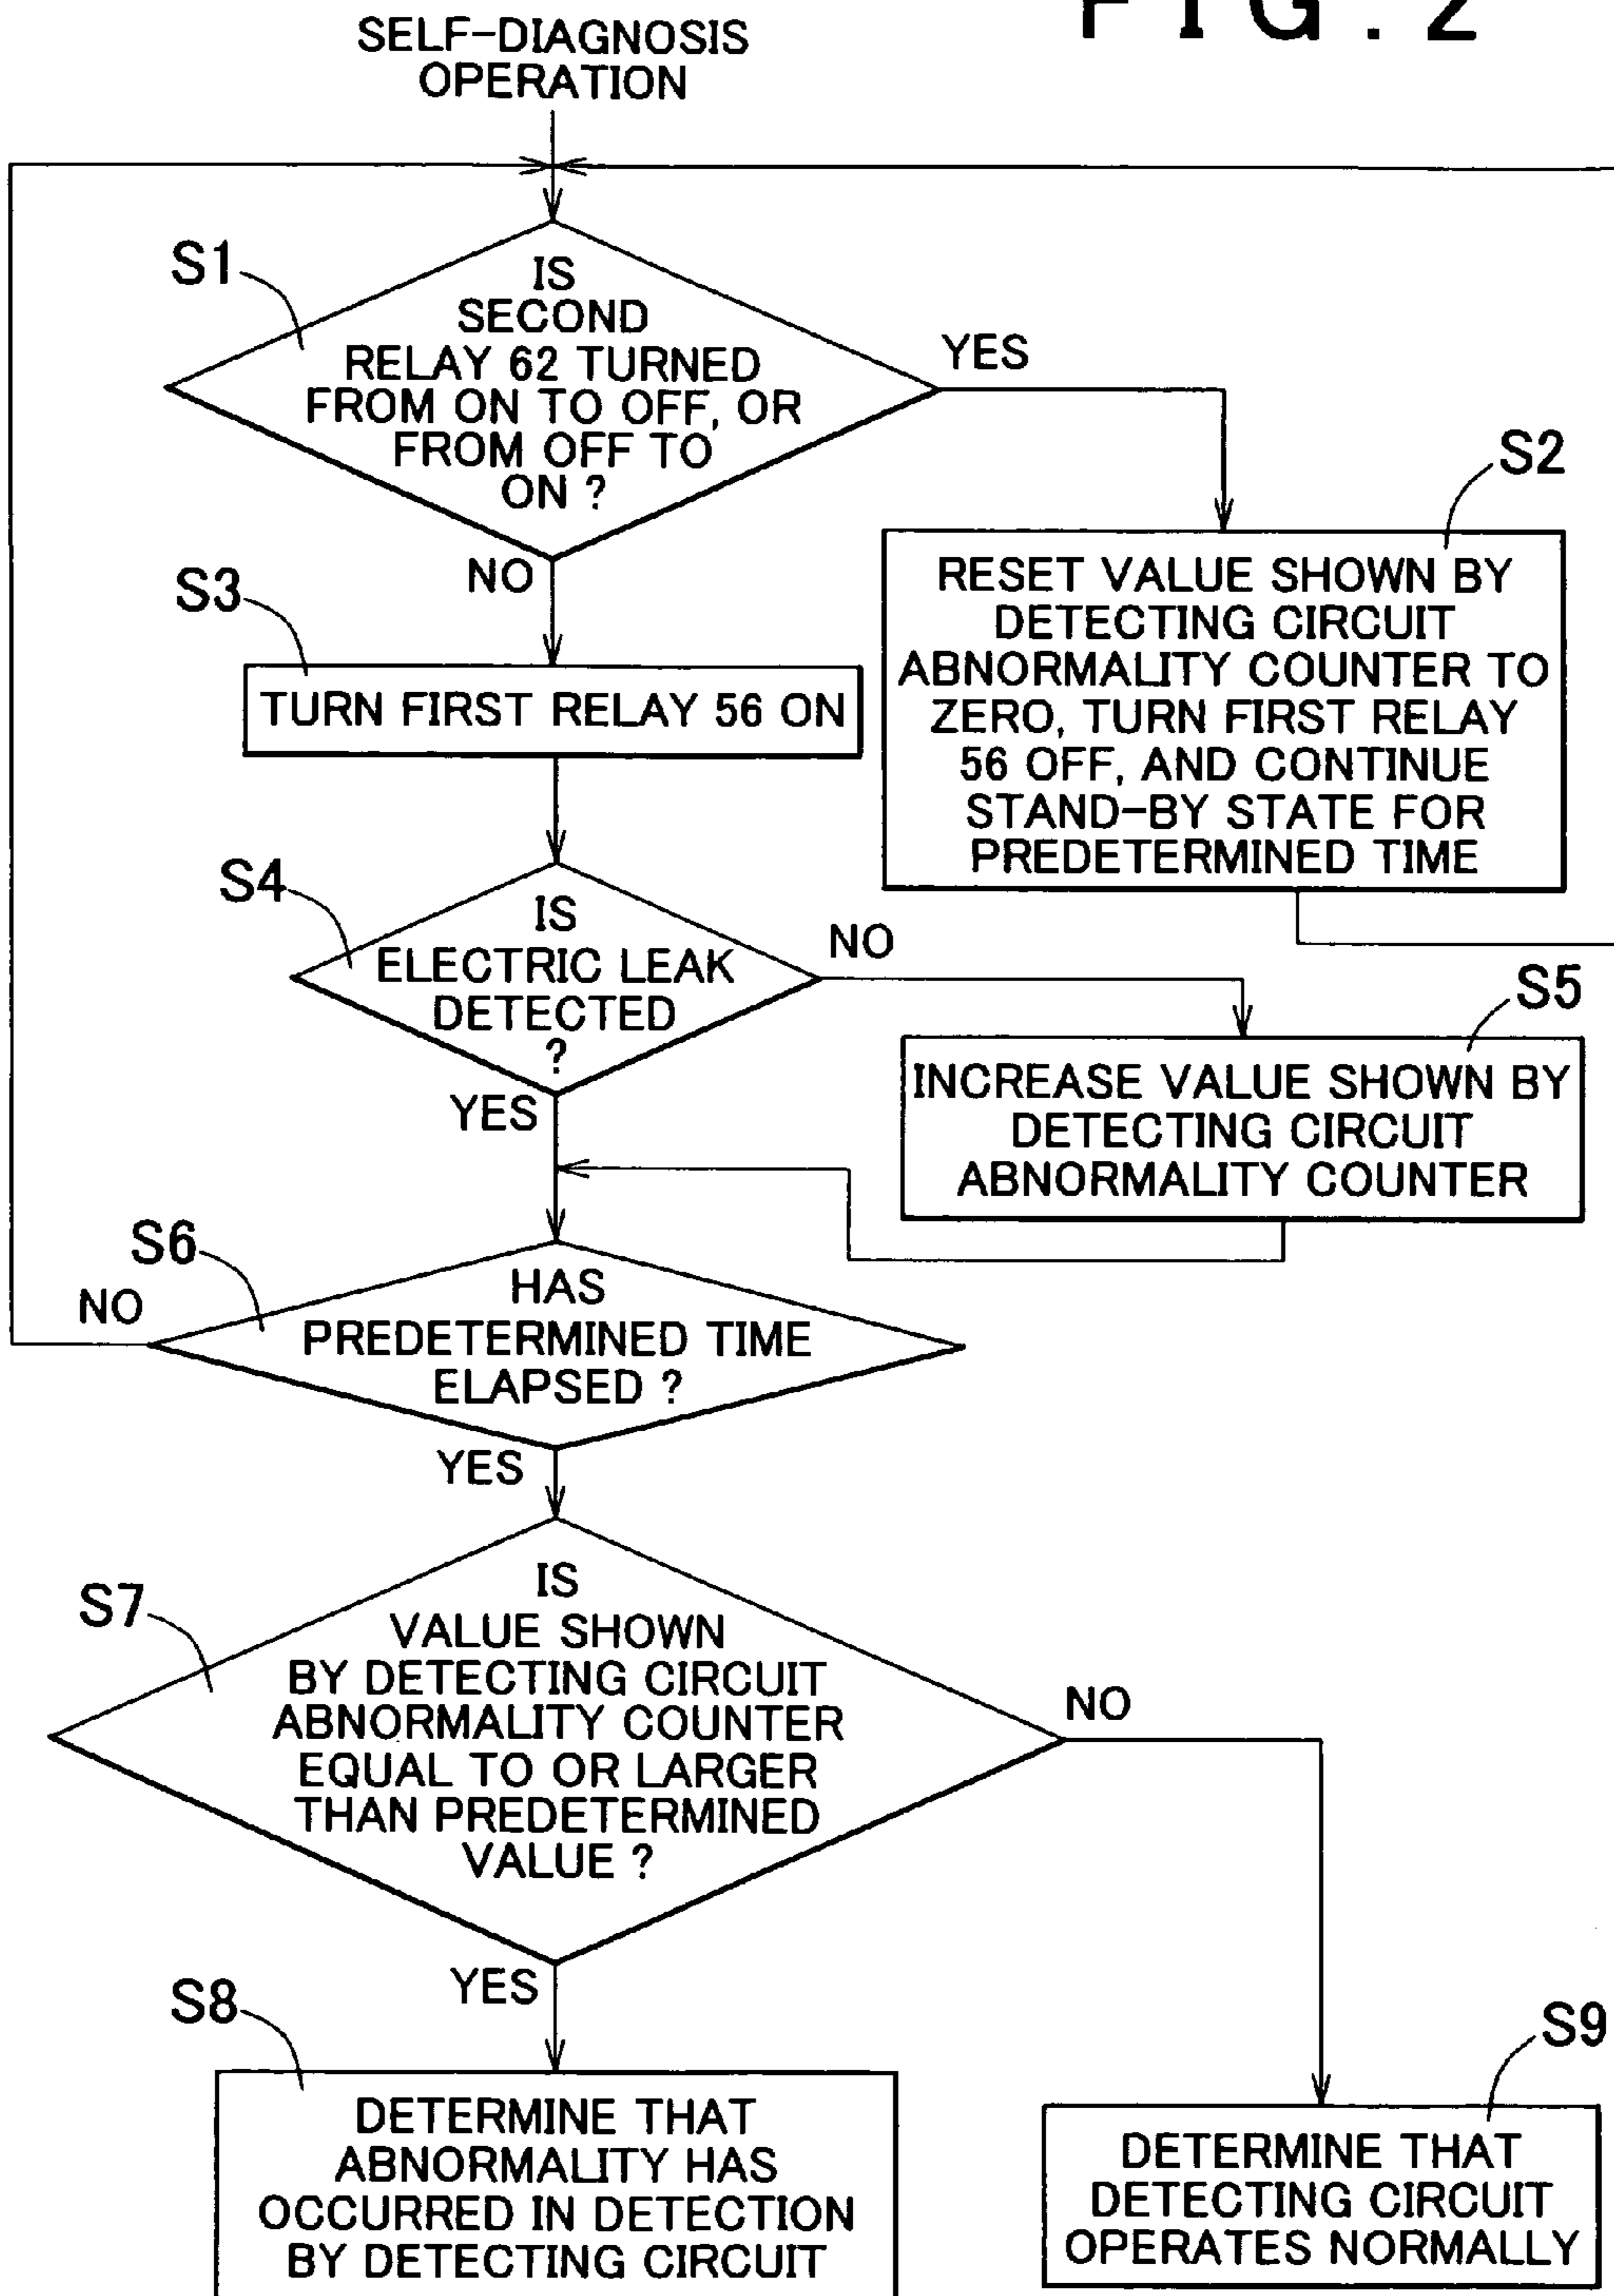 FIG.2
SELF-DIAGNOSIS
OPERATION
S1
IS
SECOND
RELAY 62 TURNED
FROM ON TO OFF, OR
FROM OFF TO
ON ?
YES
NO
S2
RESET VALUE SHOWN BY
DETECTING CIRCUIT
ABNORMALITY COUNTER TO
ZERO, TURN FIRST RELAY
56 OFF, AND CONTINUE
STAND-BY STATE FOR
PREDETERMINED TIME
S3
TURN FIRST RELAY 56 ON
S4
IS
ELECTRIC LEAK
DETECTED
?
NO
YES
S5
INCREASE VALUE SHOWN BY
DETECTING CIRCUIT
ABNORMALITY COUNTER
S6
HAS
PREDETERMINED TIME
ELAPSED ?
NO
YES
S7
IS
VALUE SHOWN
BY DETECTING CIRCUIT
ABNORMALITY COUNTER
EQUAL TO OR LARGER
THAN PREDETERMINED
VALUE ?
NO
YES
S8
DETERMINE THAT
ABNORMALITY HAS
OCCURRED IN DETECTION
BY DETECTING CIRCUIT
S9
DETERMINE THAT
DETECTING CIRCUIT
OPERATES NORMALLY